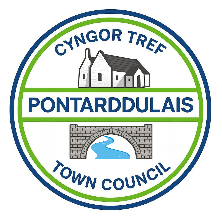 CYNGOR TREF
PONTARDDULAIS
TOWN COUNCIL